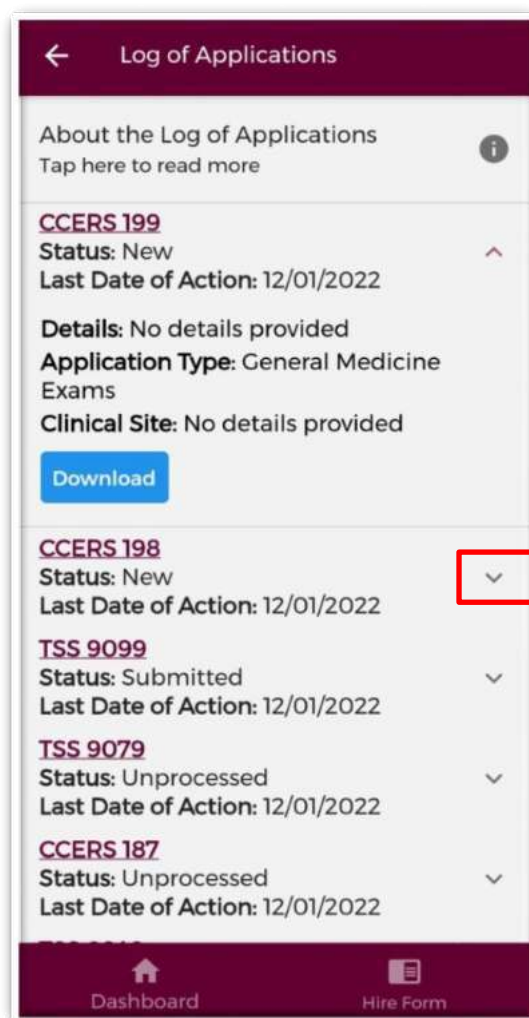 Log of Applications
About the Log of Applications
Tap here to read more
CCERS 199
Status: New
Last Date of Action: 12/01/2022
Details: No details provided
Application Type: General Medicine
Exams
Clinical Site: No details provided
Download
CCERS 198
Status: New
Last Date of Action: 12/01/2022
TSS 9099
Status: Submitted
Last Date of Action: 12/01/2022
TSS 9079
Status: Unprocessed
Last Date of Action: 12/01/2022
CCERS 187
Status: Unprocessed
Last Date of Action: 12/01/2022
Dashboard
Hire Form